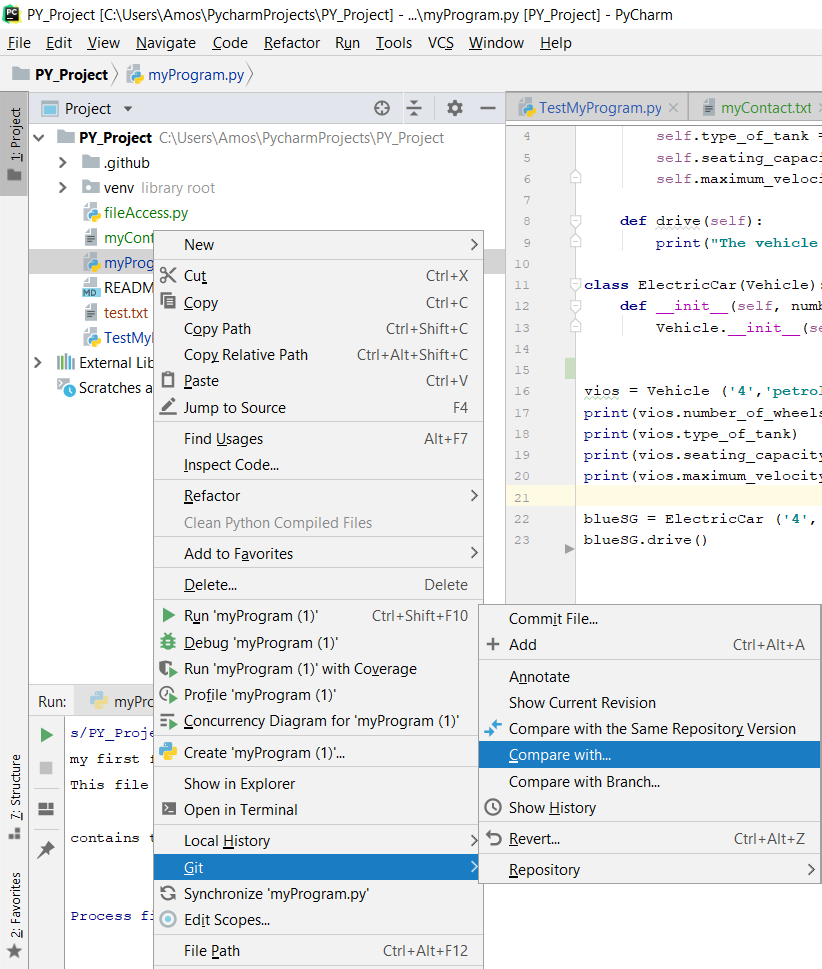 PY_Project [C:\Users\Amos\PycharmProjects\PY_Project] - ...\myProgram.py [PY_Project] - PyCharm
File Edit View Navigate Code Refactor Run Tools VCS Window Help
PY_Project myProgram.py
1: Project
Project
PY_Project C:\Users\Amos\PycharmProjects\PY_Project
.github
venv library root
fileAccess.py
myCont
myProg
READM
test.txt
TestMy
External Lib
Scratches a
TestMyProgram.py myContact.txt
4 self.type_of_tank =
5 self.seating_capaci
6 self.maximum_veloci
7
8 def drive(self):
9 print("The vehicle
10
11 class ElectricCar(Vehicle):
12 def __init__(self, numb
13 Vehicle.__init__(se
14
15
16 vios = Vehicle ('4','petrol
17 print(vios.number_of_wheels
18 print(vios.type_of_tank)
19 print(vios.seating_capacity
20 print(vios.maximum_velocity
21
22 blueSG = ElectricCar ('4',
23 blueSG.drive()
New
Cut Ctrl+X
Copy Ctrl+C
Copy Path Ctrl+Shift+C
Copy Relative Path Ctrl+Alt+Shift+C
Paste Ctrl+V
Jump to Source F4
Find Usages Alt+F7
Inspect Code...
Refactor
Clean Python Compiled Files
Add to Favorites
Delete... Delete
Run 'myProgram (1)' Ctrl+Shift+F10
Debug 'myProgram (1)'
Run 'myProgram (1)' with Coverage
Profile 'myProgram (1)'
Concurrency Diagram for 'myProgram (1)'
Create 'myProgram (1)'...
Show in Explorer
Open in Terminal
Local History
Git
Synchronize 'myProgram.py'
Edit Scopes...
File Path Ctrl+Alt+F12
Commit File...
Add Ctrl+Alt+A
Annotate
Show Current Revision
Compare with the Same Repository Version
Compare with...
Compare with Branch...
Show History
Revert... Ctrl+Alt+Z
Repository
Run: myPro
s/PY_Proje
my first f
This file
contains t
Process fi
7: Structure
2: Favorites